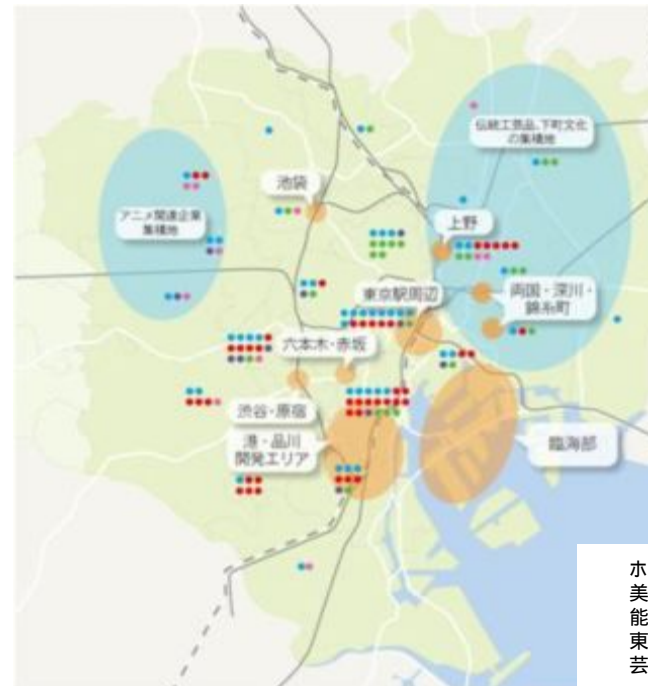 伝統工芸品、下町文化
の集積地
池袋
アニメ関連企業
集積地
上野
東京駅周辺
両国・深川・
錦糸町
六本木・赤坂
渋谷・原宿
港・品川
開発エリア
臨海部
ホ
美
能
東
芸